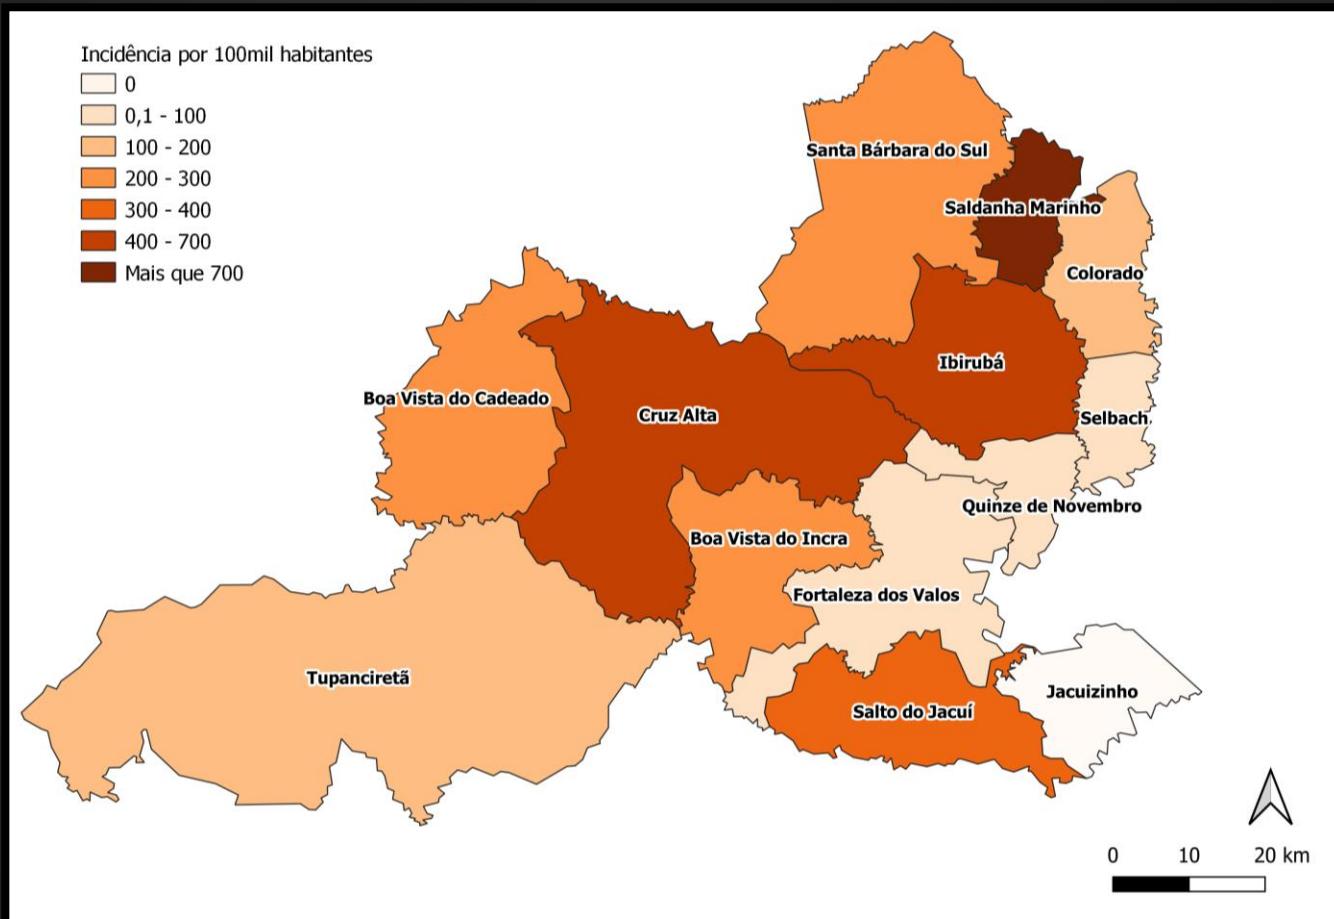 Incidência por 100mil habitantes
0
0,1 - 100
100 - 200
200 - 300
300 - 400
400 - 700
Mais que 700
Santa Bárbara do Sul
Saldanha Marinho
Colorado
Ibirubá
Boa Vista do Cadeado
Cruz Alta
Selbach
Quinze de Novembro
Boa Vista do Incra
Fortaleza dos Valos
Tupanciretã
Jacuizinho
Salto do Jacuí
0 10 20 km